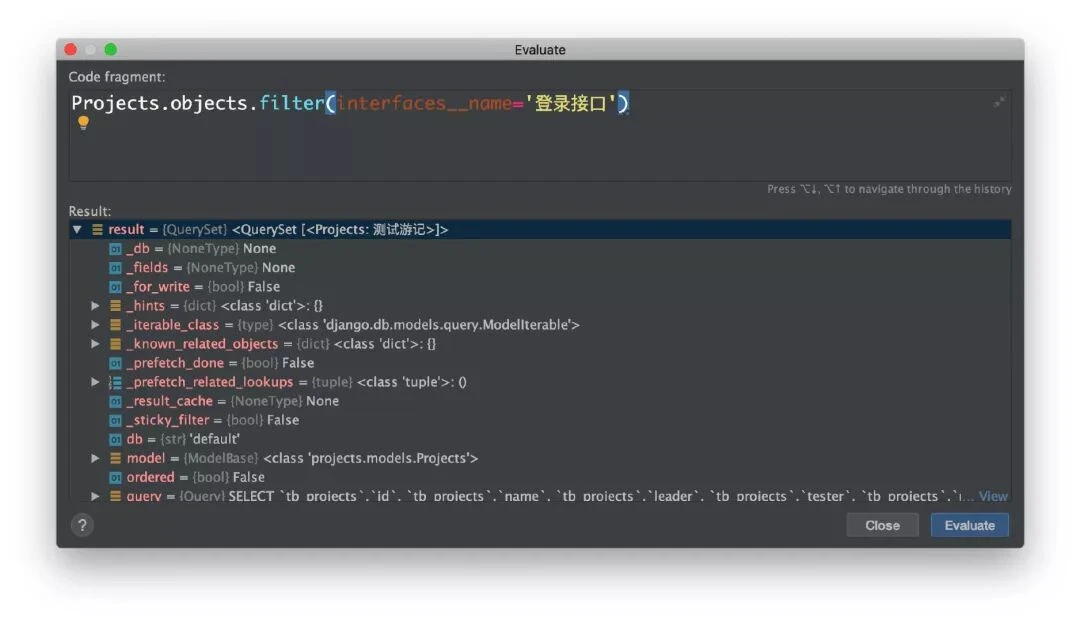 Evaluate
Code fragment:
Projects.objects.filter(interfaces__name='登录接口')
Press ⌥↓, ⌥↑ to navigate through the history
Result:
result = {QuerySet} <QuerySet [<Projects: 测试游记>]>
_db = {NoneType} None
_fields = {NoneType} None
_for_write = {bool} False
_hints = {dict} <class 'dict'>: {}
_iterable_class = {type} <class 'django.db.models.query.ModelIterable'>
_known_related_objects = {dict} <class 'dict'>: {}
_prefetch_done = {bool} False
_prefetch_related_lookups = {tuple} <class 'tuple'>: ()
_result_cache = {NoneType} None
_sticky_filter = {bool} False
db = {str} 'default'
model = {ModelBase} <class 'projects.models.Projects'>
ordered = {bool} False
query = {Query} SELECT `tb_projects`.`id`, `tb_projects`.`name`, `tb_projects`.`leader`, `tb_projects`.`tester`, `tb_projects`.`... View
?
Close
Evaluate